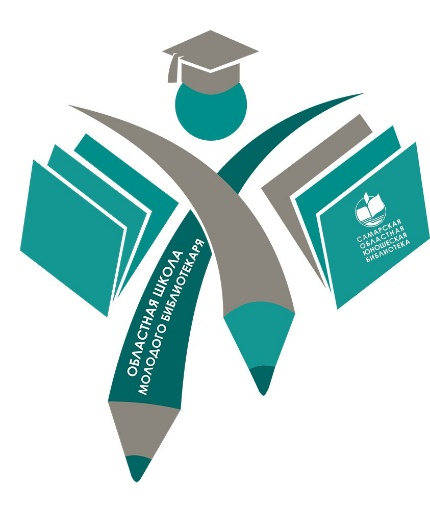 ОБЛАСТНАЯ ШКОЛА
МОЛОДОГО БИБЛИОТЕКАРЯ
САМАРСКАЯ
ОБЛАСТНАЯ
ЮНОШЕСКАЯ
БИБЛИОТЕКА